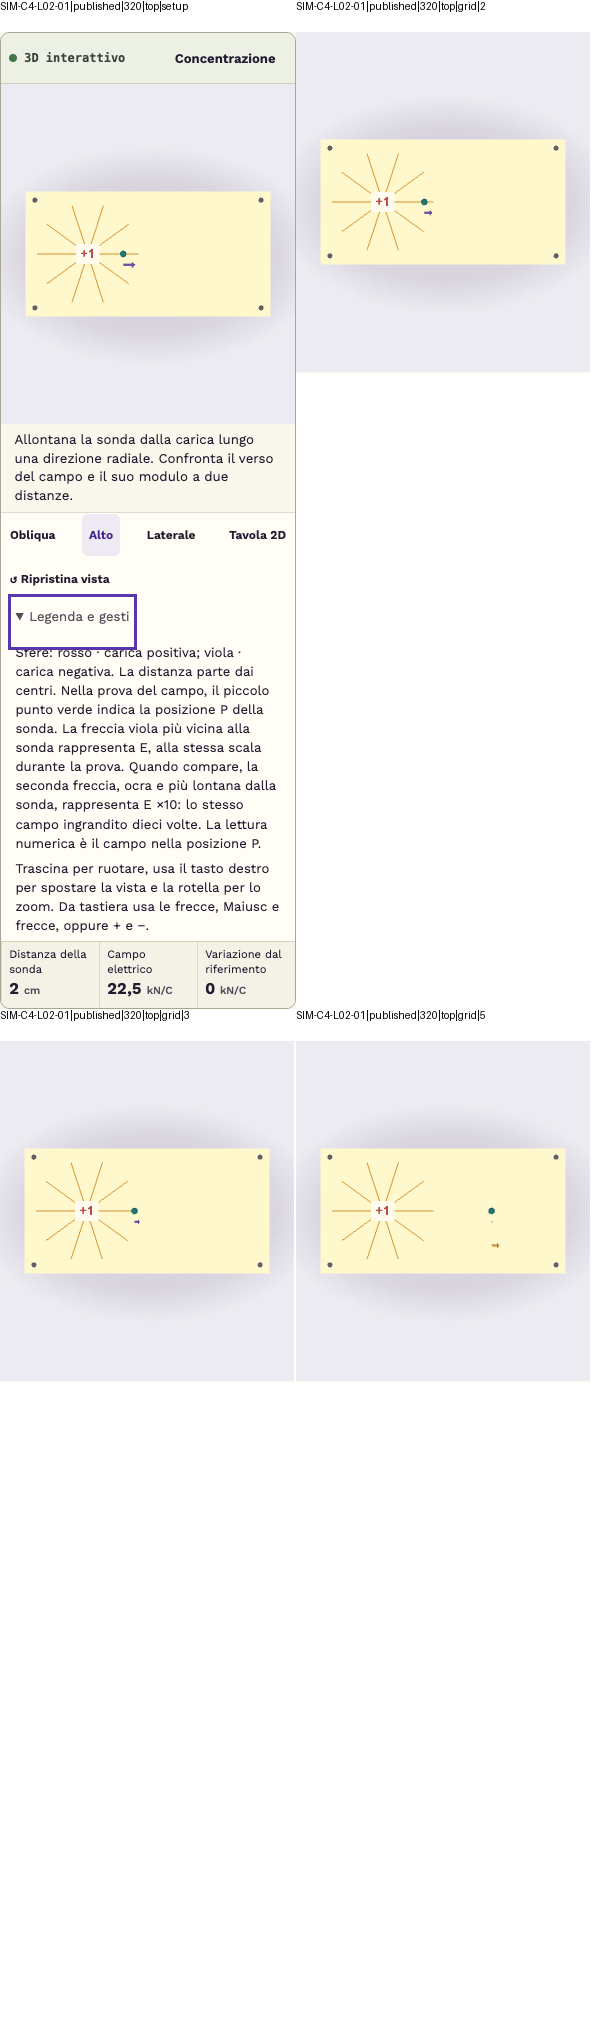 SIM-C4-L02-01|published|320|top|setup
SIM-C4-L02-01|published|320|top|grid|2
3D interattivo
Concentrazione
+1
+1
Allontana la sonda dalla carica lungo
una direzione radiale. Confronta il verso
del campo e il suo modulo a due
distanze.
Obliqua
Alto
Laterale
Tavola 2D
↺ Ripristina vista
▼ Legenda e gesti
Sfere: rosso · carica positiva; viola ·
carica negativa. La distanza parte dai
centri. Nella prova del campo, il piccolo
punto verde indica la posizione P della
sonda. La freccia viola più vicina alla
sonda rappresenta E, alla stessa scala
durante la prova. Quando compare, la
seconda freccia, ocra e più lontana dalla
sonda, rappresenta E ×10: lo stesso
campo ingrandito dieci volte. La lettura
numerica è il campo nella posizione P.
Trascina per ruotare, usa il tasto destro
per spostare la vista e la rotella per lo
zoom. Da tastiera usa le frecce, Maiusc e
frecce, oppure + e −.
Distanza della
sonda
2 cm
Campo
elettrico
22,5 kN/C
Variazione dal
riferimento
0 kN/C
SIM-C4-L02-01|published|320|top|grid|3
SIM-C4-L02-01|published|320|top|grid|5
+1
+1